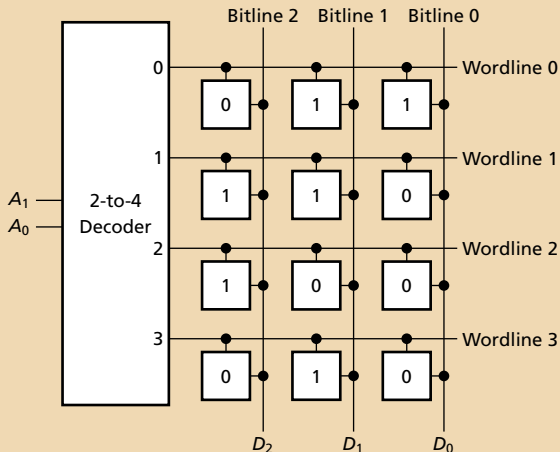 Bitline 2 Bitline 1 Bitline 0
0 Wordline 0
0 1 1
1 Wordline 1
1 1 0
A1 2-to-4
A0 Decoder
2 Wordline 2
1 0 0
3 Wordline 3
0 1 0
D2 D1 D0